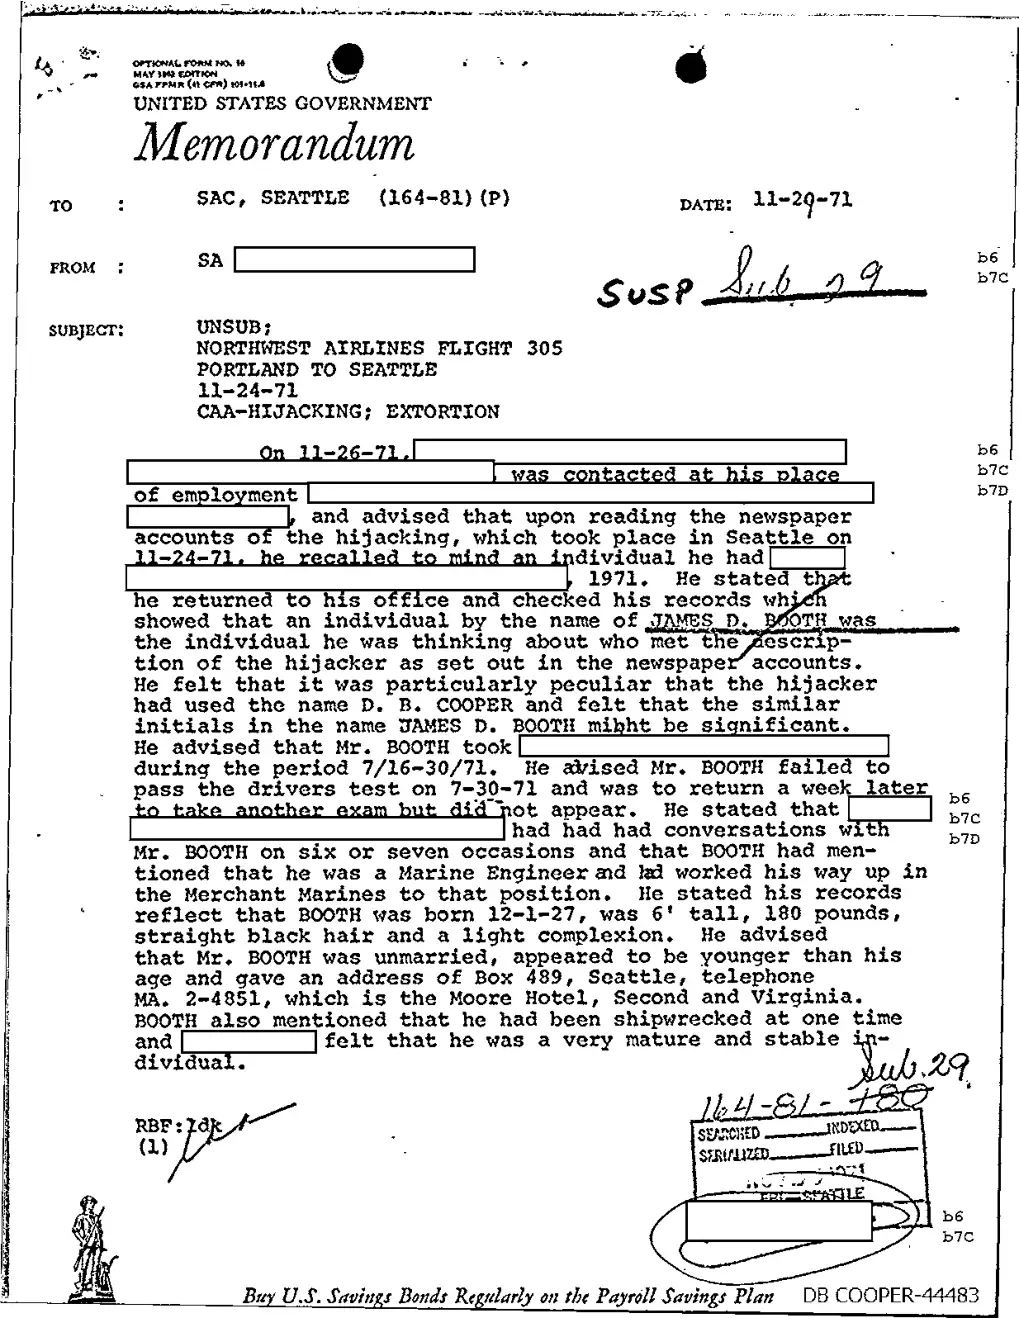 OPTIONAL FORM NO. 10
MAY 1962 EDITION
GSA FPMR (41 CFR) 101-11.6
UNITED STATES GOVERNMENT
Memorandum
TO : SAC, SEATTLE (164-81)(P) DATE: 11-29-71
FROM : SA b6
b7C
SUSP Sub. 29
SUBJECT: UNSUB;
NORTHWEST AIRLINES FLIGHT 305
PORTLAND TO SEATTLE
11-24-71
CAA-HIJACKING; EXTORTION
On 11-26-71, b6
, was contacted at his place b7C
of employment b7D
, and advised that upon reading the newspaper
accounts of the hijacking, which took place in Seattle on
11-24-71, he recalled to mind an individual he had
, 1971. He stated that
he returned to his office and checked his records which
showed that an individual by the name of JAMES D. BOOTH was
the individual he was thinking about who met the descrip-
tion of the hijacker as set out in the newspaper accounts.
He felt that it was particularly peculiar that the hijacker
had used the name D. B. COOPER and felt that the similar
initials in the name JAMES D. BOOTH mibht be significant.
He advised that Mr. BOOTH took
during the period 7/16-30/71. He advised Mr. BOOTH failed to
pass the drivers test on 7-30-71 and was to return a week later
to take another exam but did not appear. He stated that b6
had had had conversations with b7C
b7D
Mr. BOOTH on six or seven occasions and that BOOTH had men-
tioned that he was a Marine Engineer and had worked his way up in
the Merchant Marines to that position. He stated his records
reflect that BOOTH was born 12-1-27, was 6' tall, 180 pounds,
straight black hair and a light complexion. He advised
that Mr. BOOTH was unmarried, appeared to be younger than his
age and gave an address of Box 489, Seattle, telephone
MA. 2-4851, which is the Moore Hotel, Second and Virginia.
BOOTH also mentioned that he had been shipwrecked at one time
and felt that he was a very mature and stable in-
dividual.
Sub. 29
164-81-180
RBF:ldk
(1)
SEARCHED INDEXED
SERIALIZED FILED
1971
FBI—SEATTLE
b6
b7C
Buy U.S. Savings Bonds Regularly on the Payroll Savings Plan
DB COOPER-44483